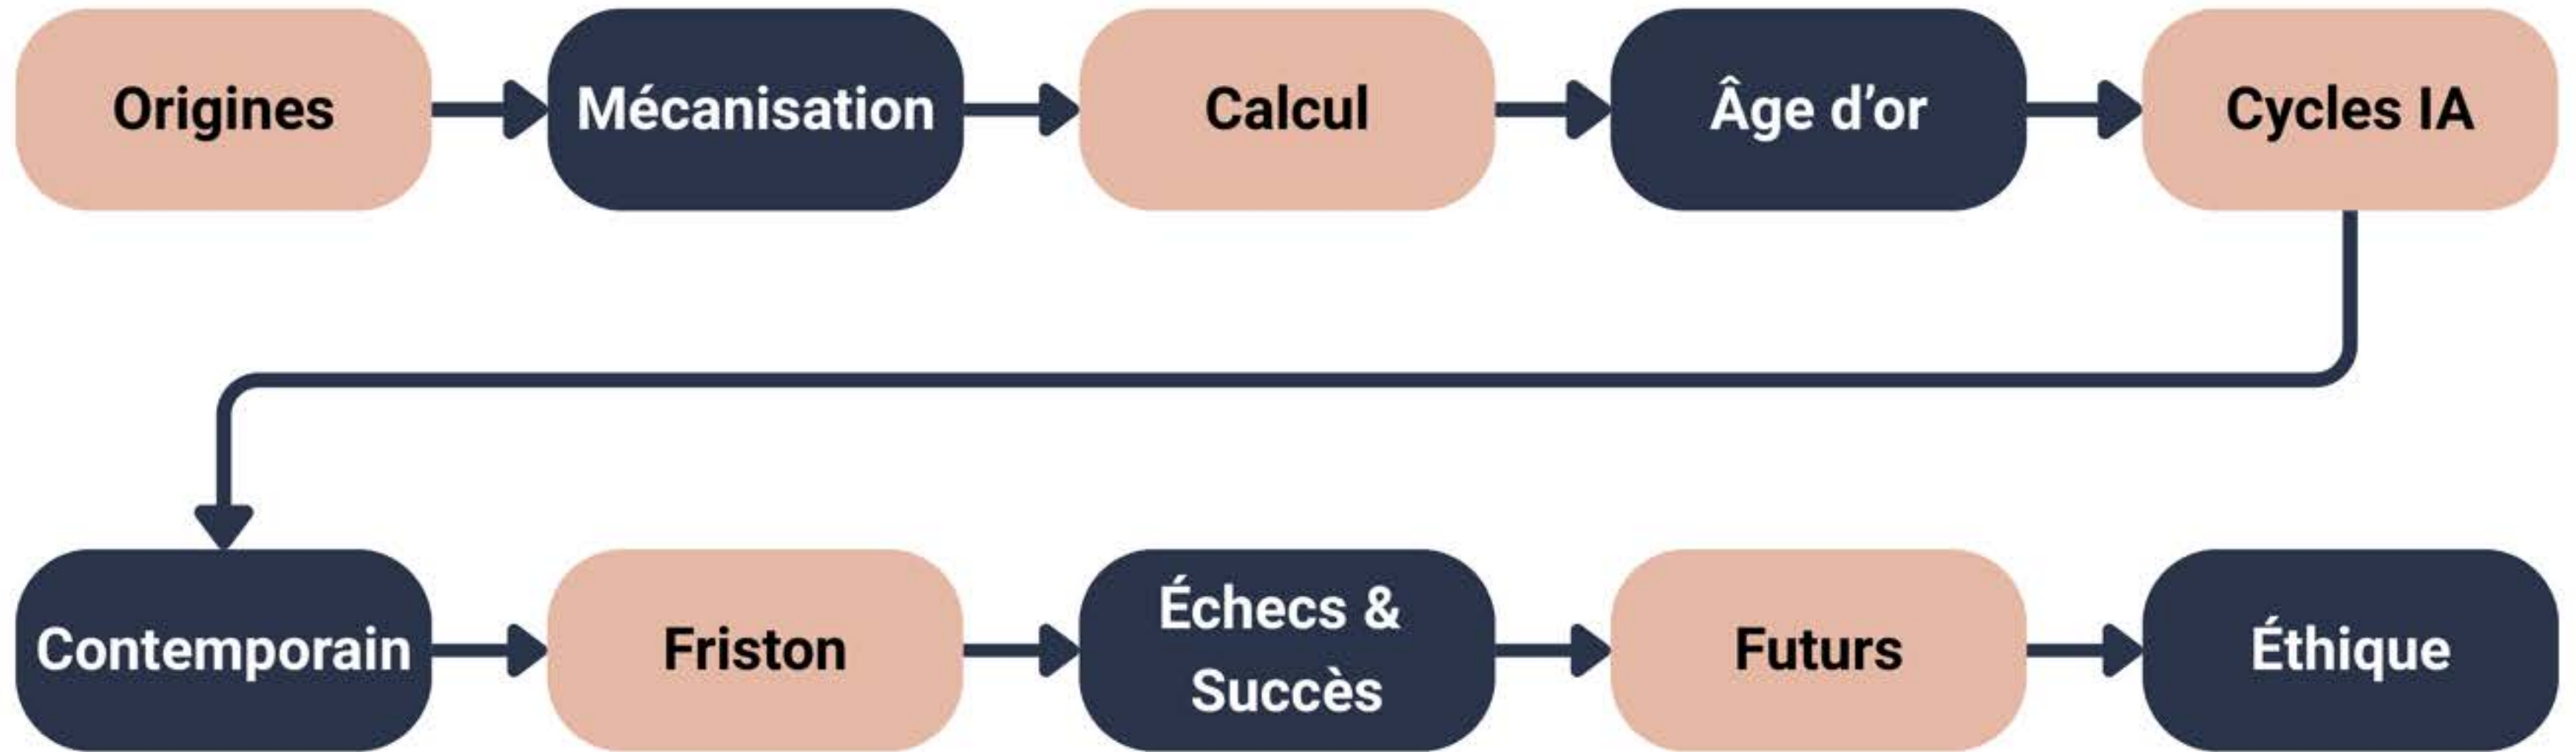 Origines
Mécanisation
Calcul
Âge d’or
Cycles IA
Contemporain
Friston
Échecs &
Succès
Futurs
Éthique